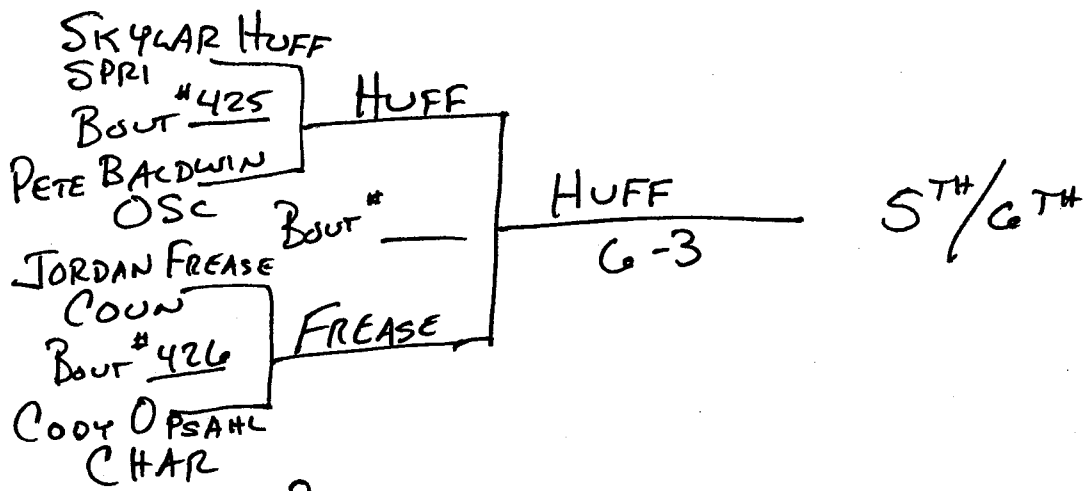 SKYLAR HUFF
SPRI
BOUT #425
HUFF
PETE BALDWIN
OSC
BOUT #
HUFF
6-3
5TH/6TH
JORDAN FREASE
COUN
BOUT #426
FREASE
CODY OPSAHL
CHAR